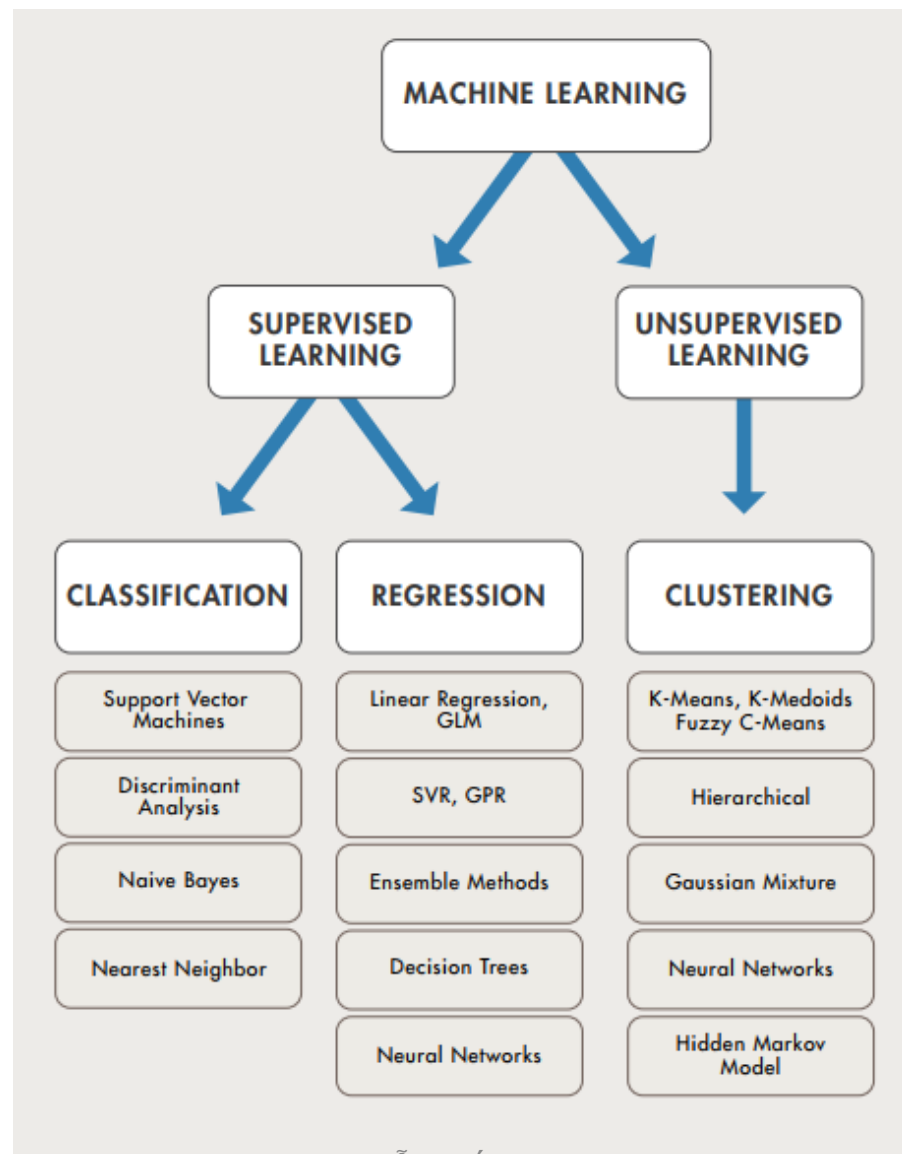 MACHINE LEARNING
SUPERVISED
LEARNING
UNSUPERVISED
LEARNING
CLASSIFICATION
Support Vector
Machines
Discriminant
Analysis
Naive Bayes
Nearest Neighbor
REGRESSION
Linear Regression,
GLM
SVR, GPR
Ensemble Methods
Decision Trees
Neural Networks
CLUSTERING
K-Means, K-Medoids
Fuzzy C-Means
Hierarchical
Gaussian Mixture
Neural Networks
Hidden Markov
Model